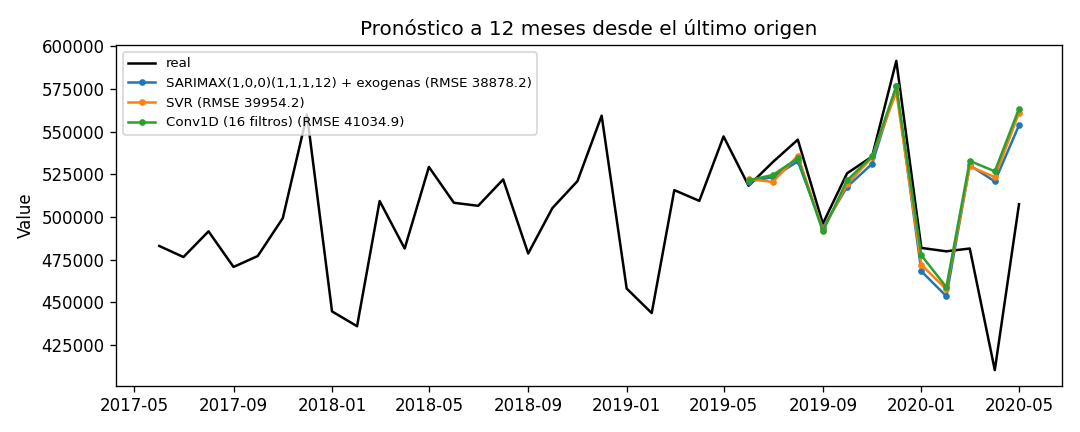 Pronóstico a 12 meses desde el último origen
600000
575000
550000
525000
500000
475000
450000
425000
Value
real
SARIMAX(1,0,0)(1,1,1,12) + exogenas (RMSE 38878.2)
SVR (RMSE 39954.2)
Conv1D (16 filtros) (RMSE 41034.9)
2017-05 2017-09 2018-01 2018-05 2018-09 2019-01 2019-05 2019-09 2020-01 2020-05